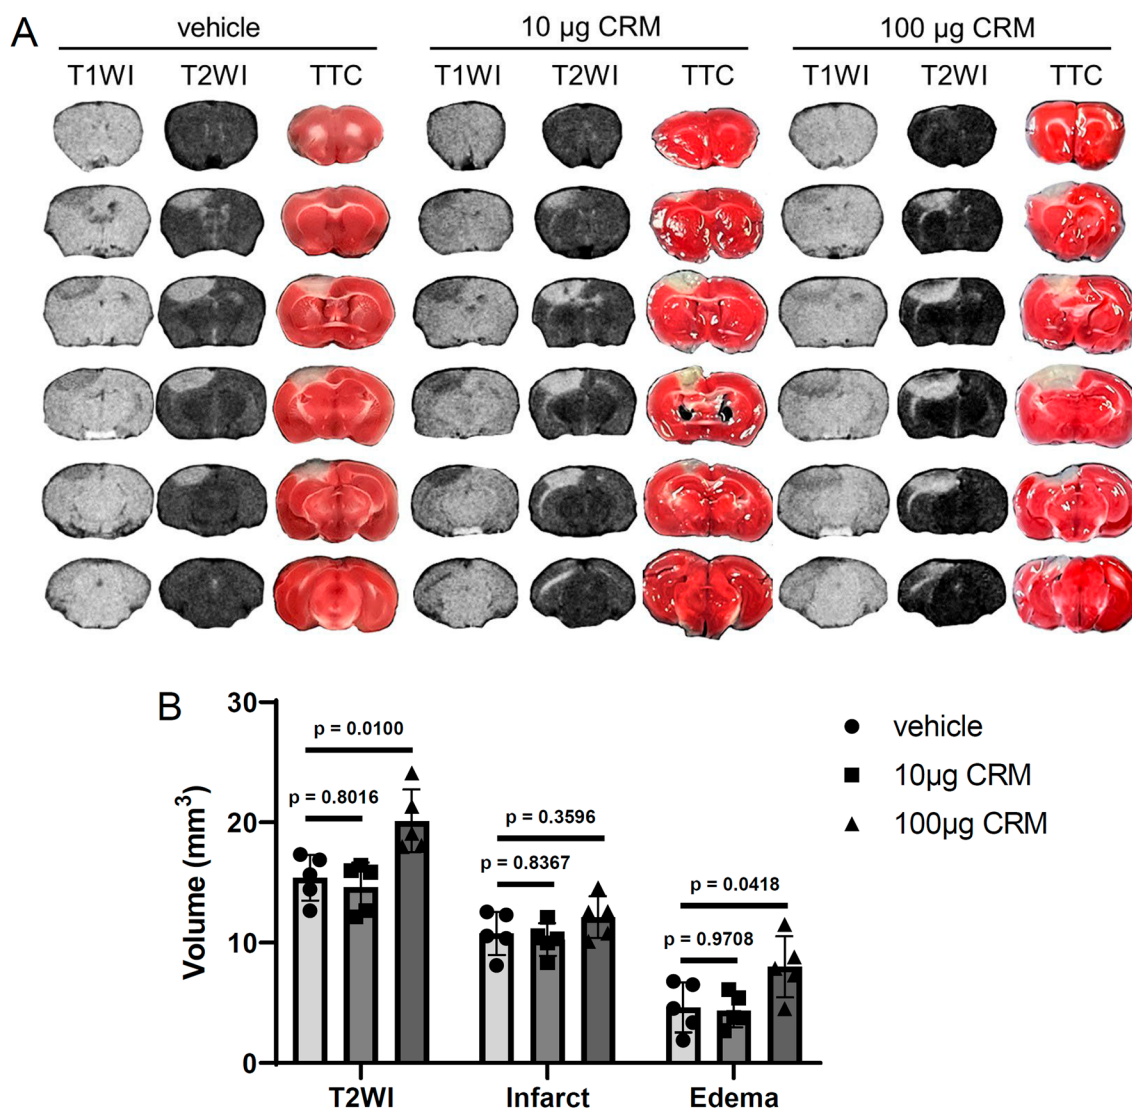 A
vehicle
10 µg CRM
100 µg CRM
T1WI T2WI TTC T1WI T2WI TTC T1WI T2WI TTC
B
Volume (mm³)
30
20
10
0
p = 0.0100
p = 0.8016
p = 0.3596
p = 0.8367
p = 0.0418
p = 0.9708
T2WI
Infarct
Edema
vehicle
10µg CRM
100µg CRM